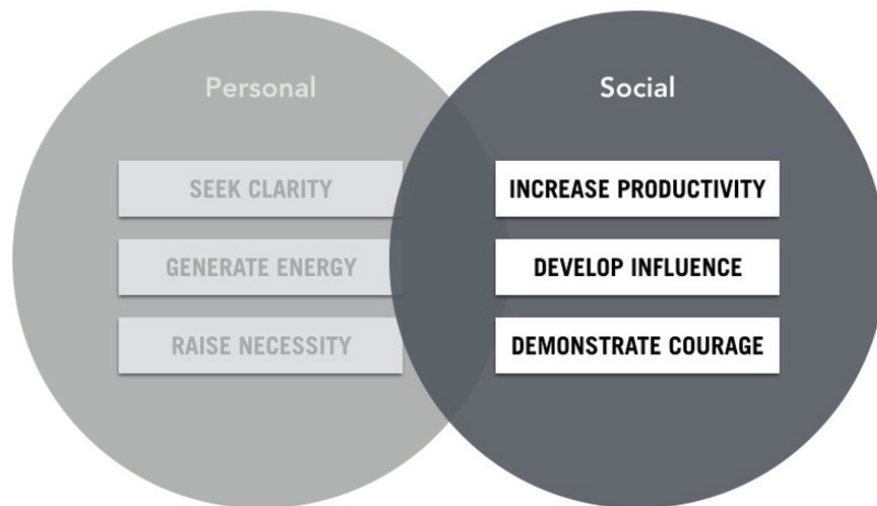 Personal
SEEK CLARITY
GENERATE ENERGY
RAISE NECESSITY
Social
INCREASE PRODUCTIVITY
DEVELOP INFLUENCE
DEMONSTRATE COURAGE